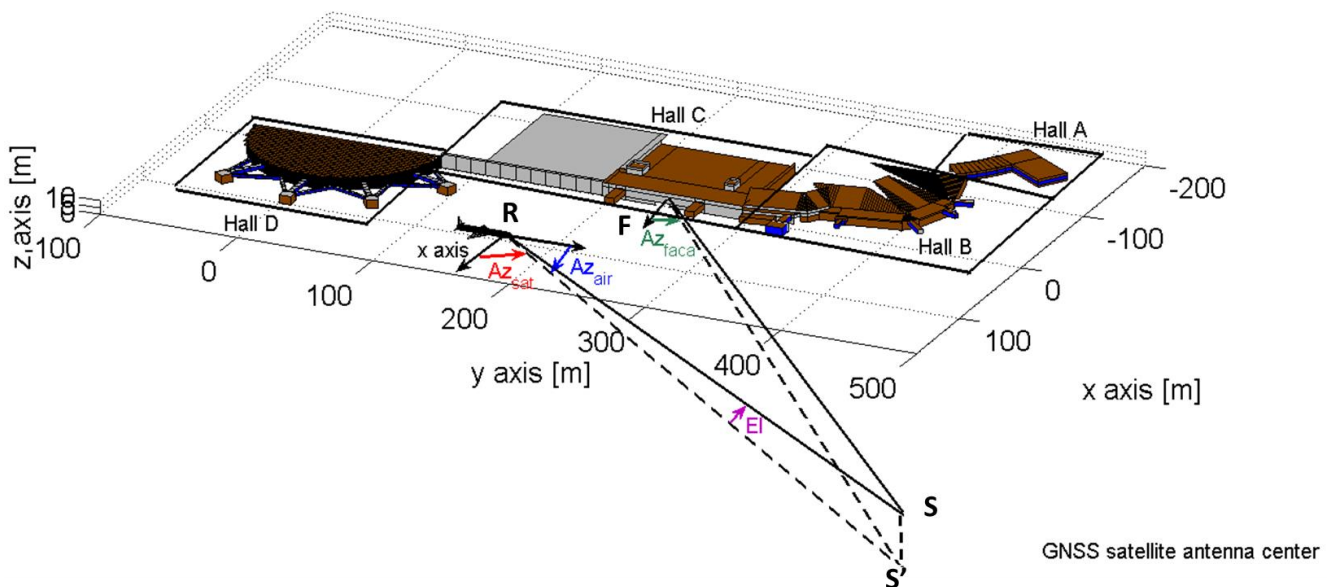 Hall C
Hall A
-200
-100
0
100
x axis [m]
z,axis [m]
10
100
0
100
200
300
400
500
y axis [m]
Hall D
Hall B
R
F
x axis
Az sat
Az air
Az faca
El
S
S'
GNSS satellite antenna center